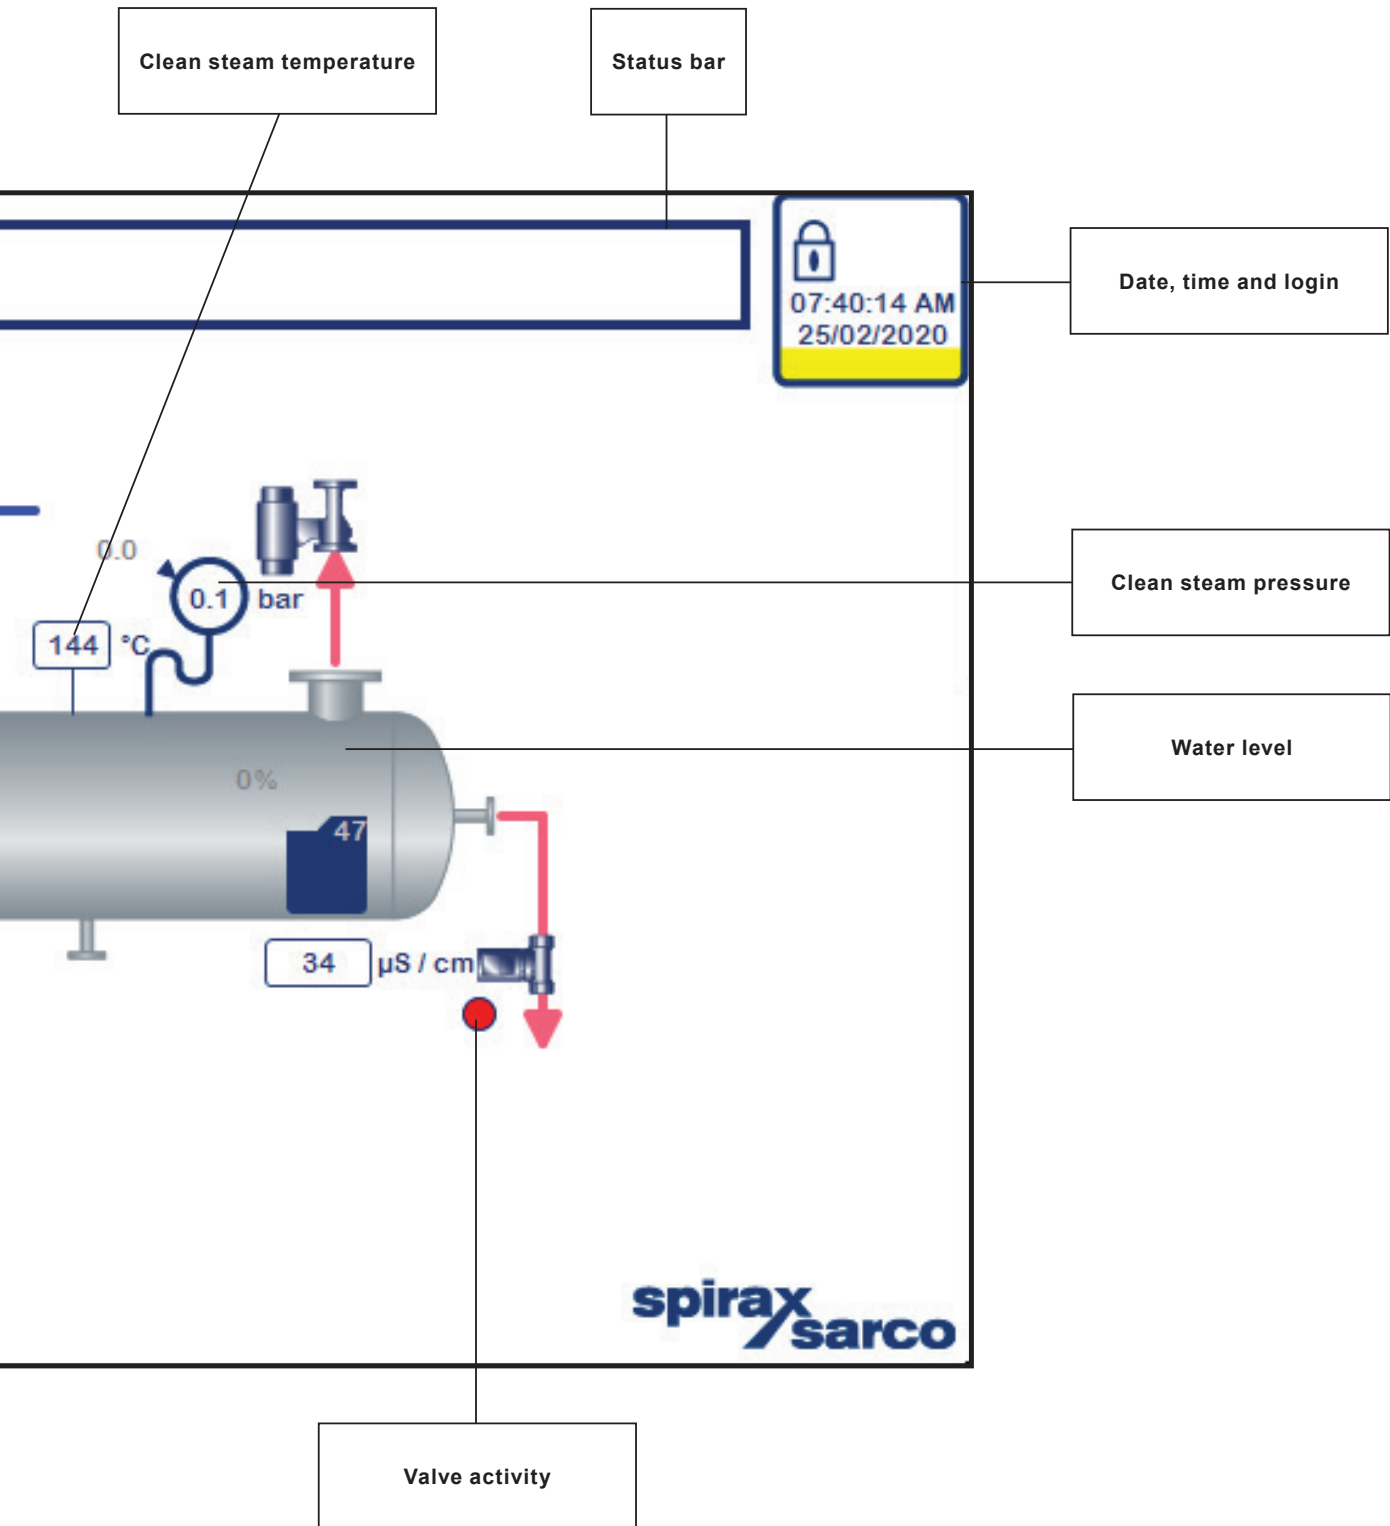 Clean steam temperature
Status bar
07:40:14 AM
25/02/2020
Date, time and login
0.0
0.1 bar
Clean steam pressure
144 °C
Water level
0%
47
34 µS / cm
spirax
sarco
Valve activity